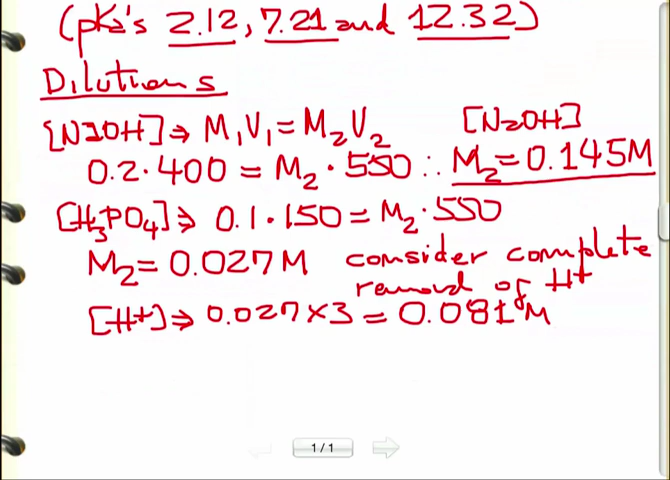 (pKa's 2.12, 7.21 and 12.32)
Dilutions
[NaOH] ⇒ M₁V₁ = M₂V₂ [NaOH]
0.2·400 = M₂·550 ∴ M₂ = 0.145M
[H₃PO₄] ⇒ 0.1·150 = M₂·550
M₂ = 0.027M consider complete
removal of H⁺
[H⁺] ⇒ 0.027×3 = 0.081M
1/1